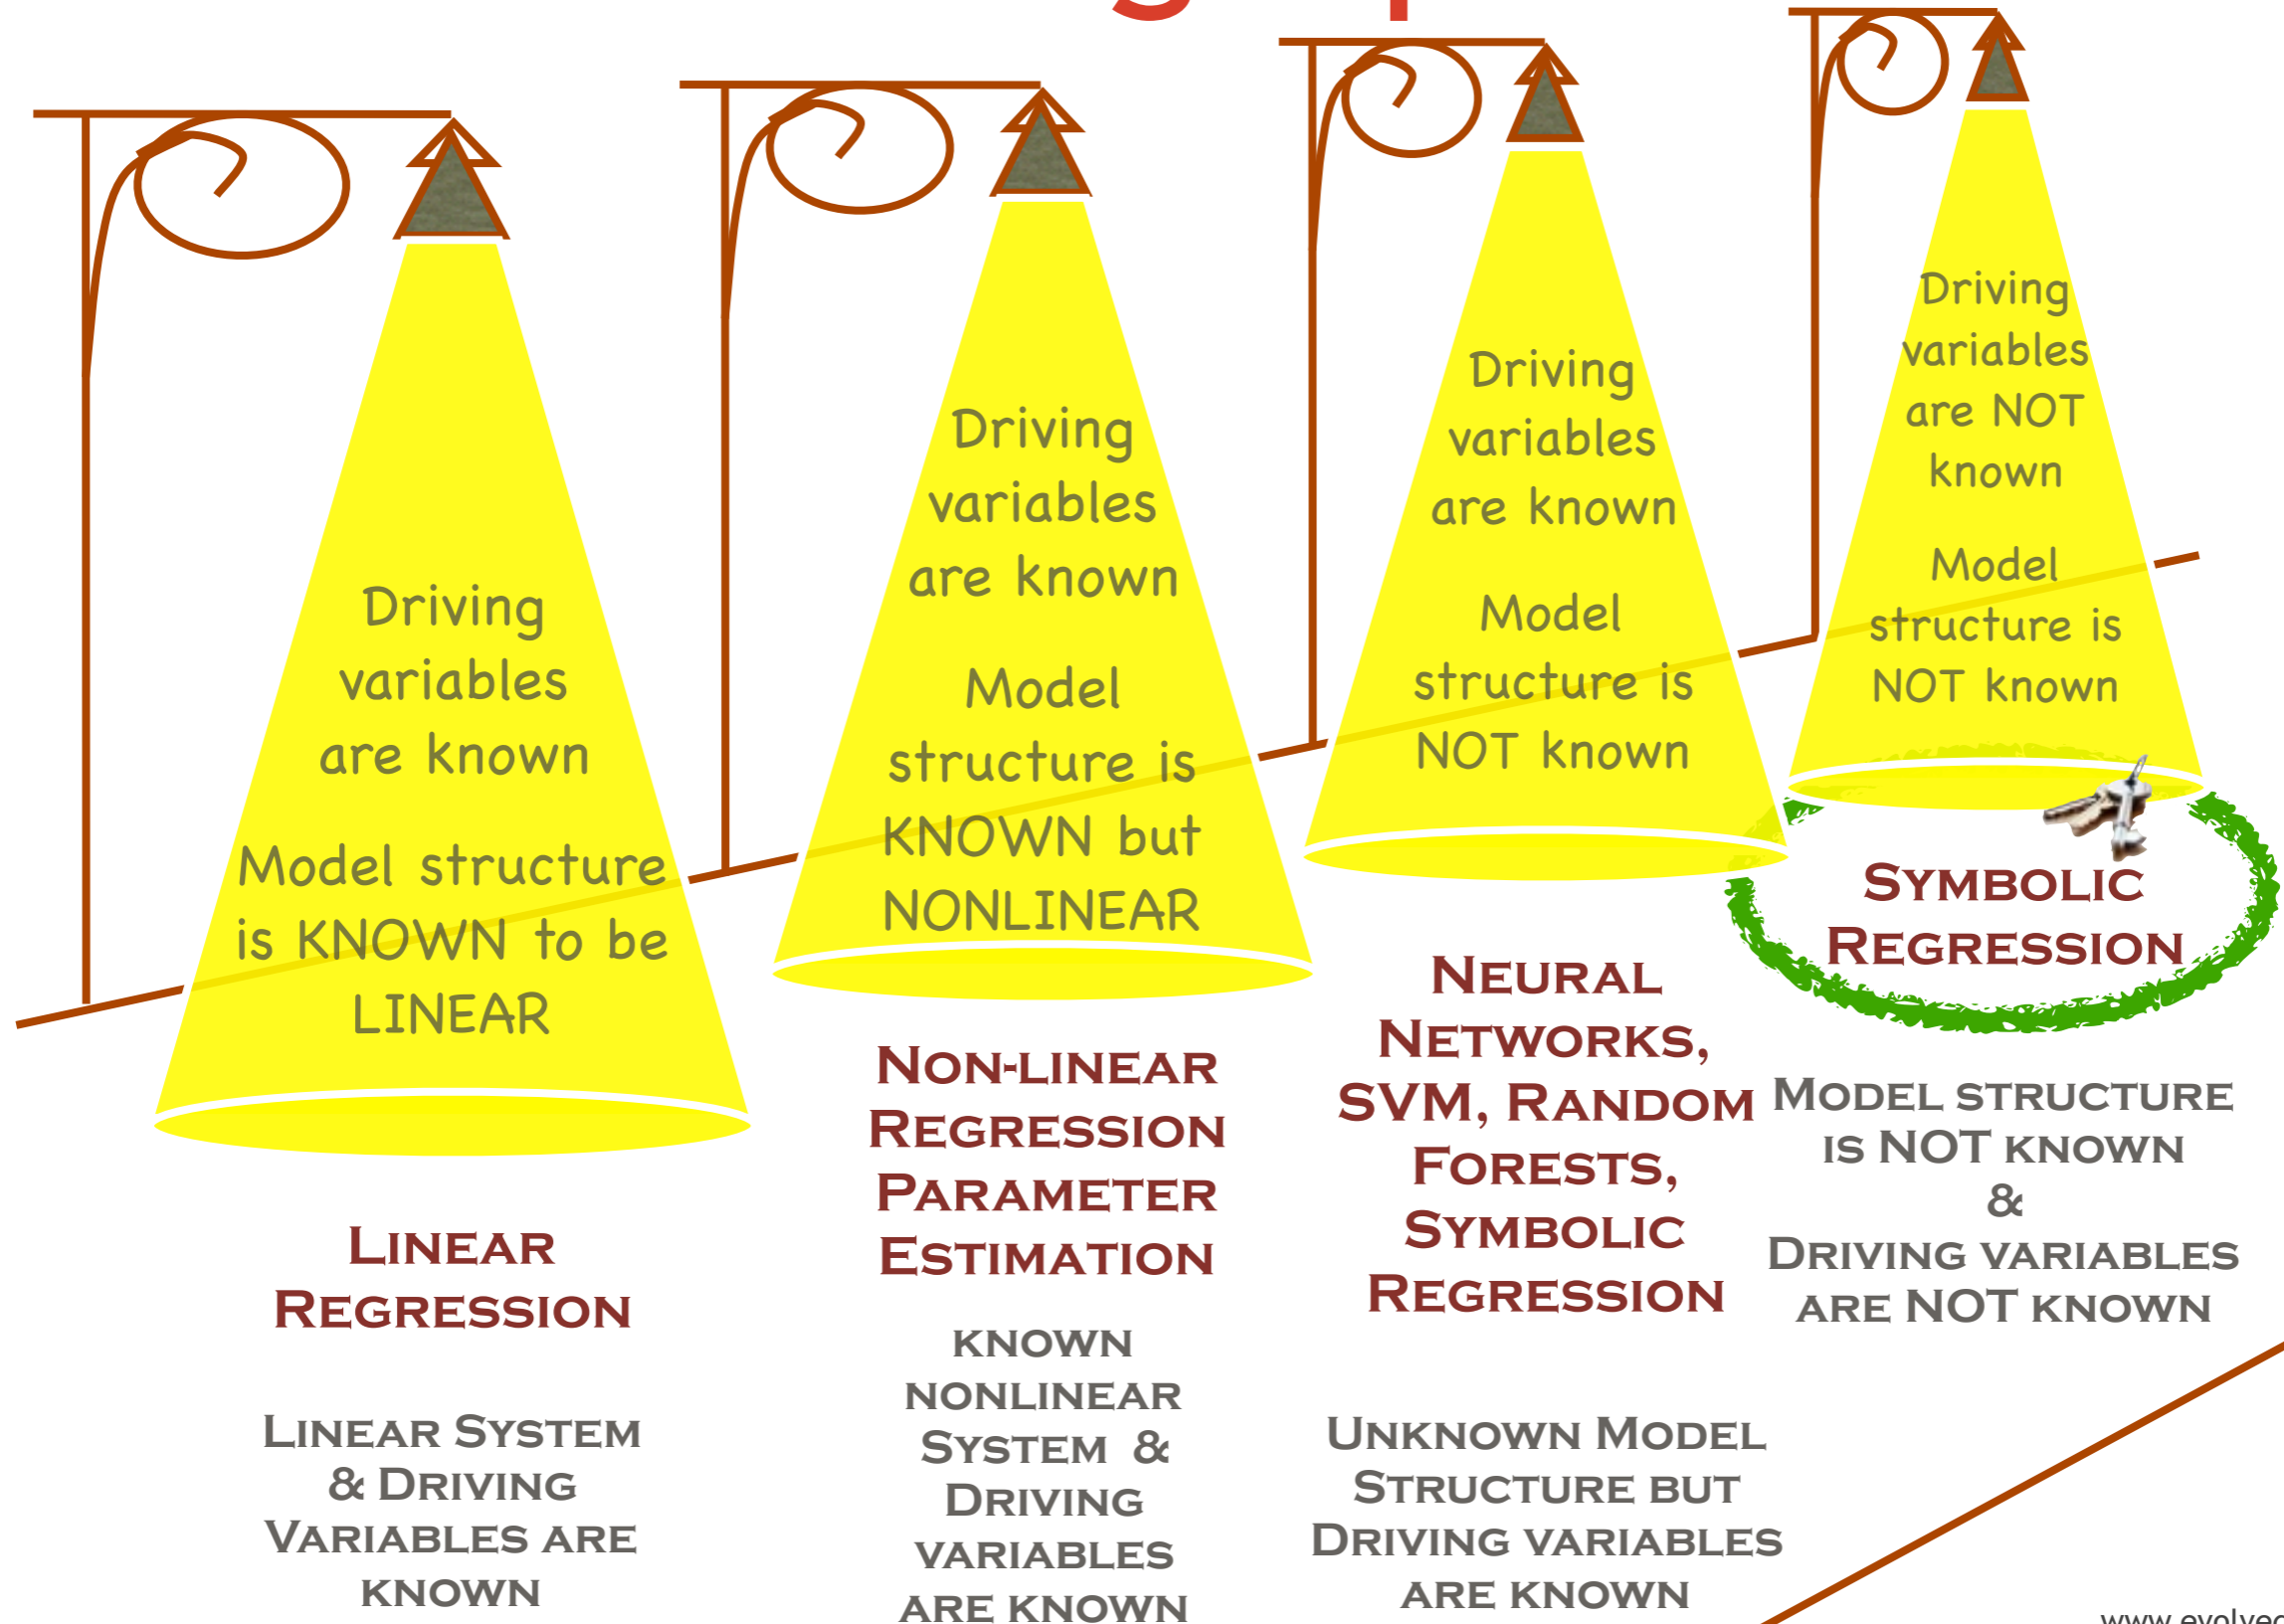 Driving
variables
are known
Model structure
is KNOWN to be
LINEAR
LINEAR
REGRESSION
LINEAR SYSTEM
& DRIVING
VARIABLES ARE
KNOWN
Driving
variables
are known
Model
structure is
KNOWN but
NONLINEAR
NON-LINEAR
REGRESSION
PARAMETER
ESTIMATION
KNOWN
NONLINEAR
SYSTEM &
DRIVING
VARIABLES
ARE KNOWN
Driving
variables
are known
Model
structure is
NOT known
NEURAL
NETWORKS,
SVM, RANDOM
FORESTS,
SYMBOLIC
REGRESSION
UNKNOWN MODEL
STRUCTURE BUT
DRIVING VARIABLES
ARE KNOWN
Driving
variables
are NOT
known
Model
structure is
NOT known
SYMBOLIC
REGRESSION
MODEL STRUCTURE
IS NOT KNOWN
&
DRIVING VARIABLES
ARE NOT KNOWN